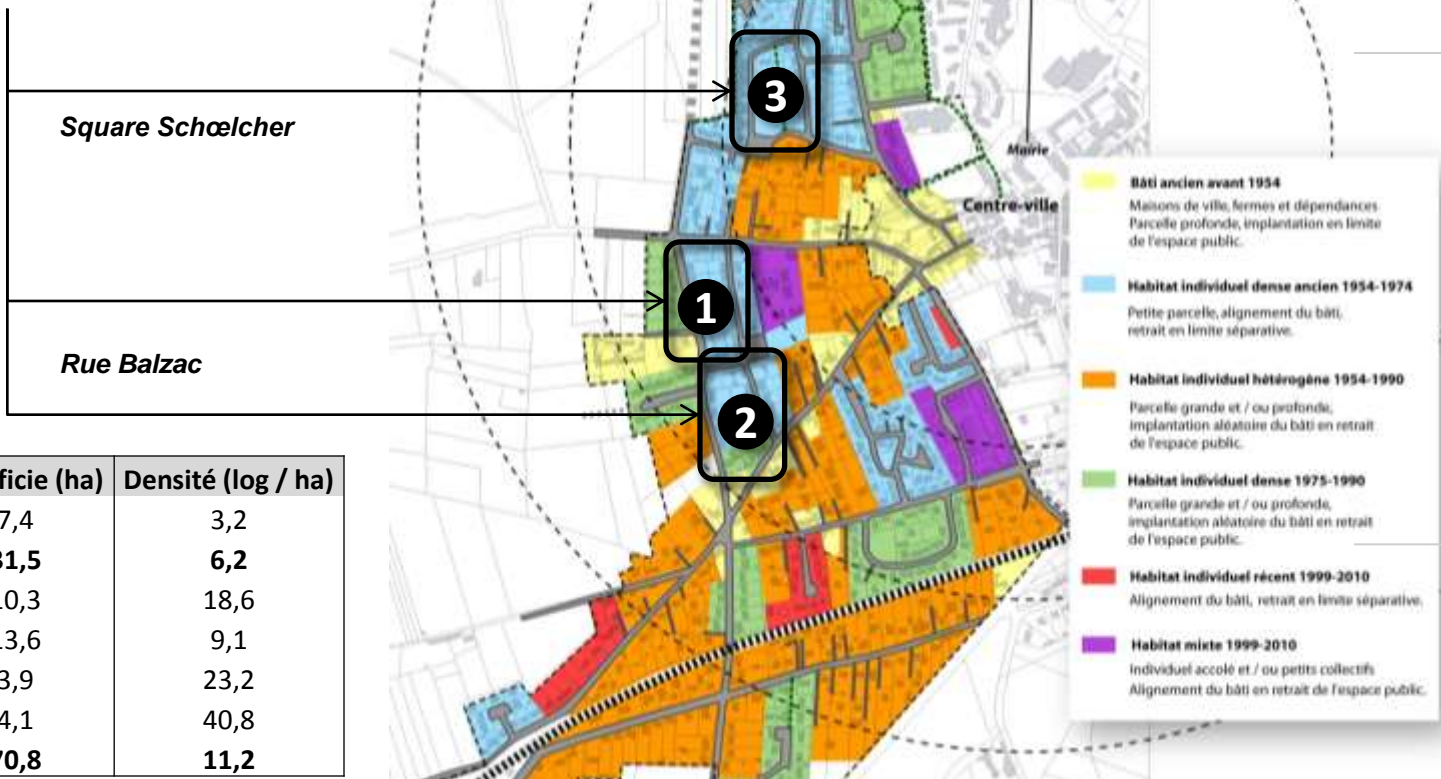 3
Square Schœlcher
Mairie
Centre-ville
1
Rue Balzac
2
Bâti ancien avant 1954
Maisons de ville, fermes et dépendances
Parcelle profonde, implantation en limite
de l'espace public.
Habitat individuel dense ancien 1954-1974
Petite parcelle, alignement du bâti,
retrait en limite séparative.
Habitat individuel hétérogène 1954-1990
Parcelle grande et / ou profonde,
implantation aléatoire du bâti en retrait
de l'espace public.
Habitat individuel dense 1975-1990
Parcelle grande et / ou profonde,
implantation aléatoire du bâti en retrait
de l'espace public.
Habitat individuel récent 1999-2010
Alignement du bâti, retrait en limite séparative.
Habitat mixte 1999-2010
Individuel accolé et / ou petits collectifs
Alignement du bâti en retrait de l'espace public.
ficie (ha) Densité (log / ha)
7,4 3,2
31,5 6,2
10,3 18,6
13,6 9,1
3,9 23,2
4,1 40,8
70,8 11,2